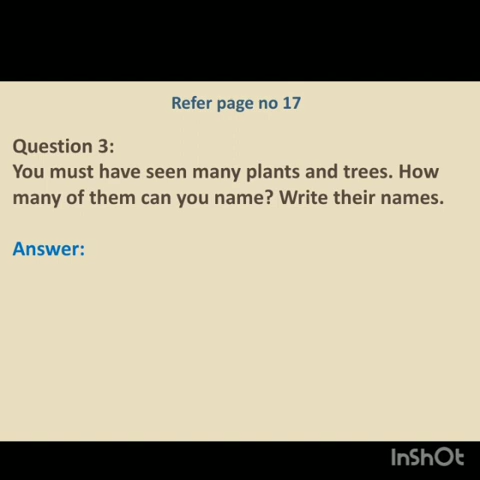 Refer page no 17
Question 3:
You must have seen many plants and trees. How
many of them can you name? Write their names.
Answer:
InShOt